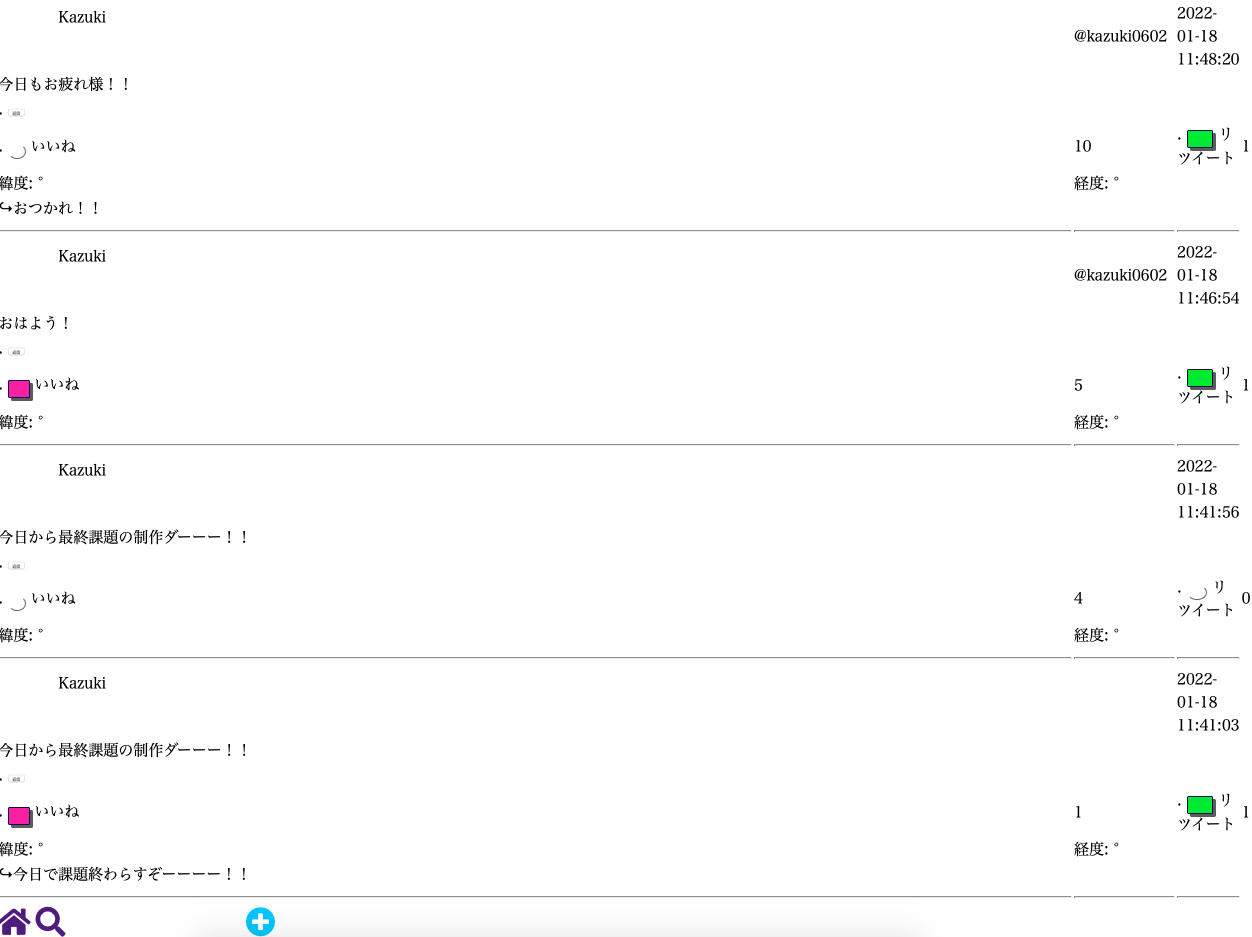 Kazuki
@kazuki0602
2022-
01-18
11:48:20
今日もお疲れ様！！
.
. いいね
10
. リ
ツイート
1
緯度: °
経度: °
↪おつかれ！！
Kazuki
@kazuki0602
2022-
01-18
11:46:54
おはよう！
.
. いいね
5
. リ
ツイート
1
緯度: °
経度: °
Kazuki
2022-
01-18
11:41:56
今日から最終課題の制作ダーーー！！
.
. いいね
4
. リ
ツイート
0
緯度: °
経度: °
Kazuki
2022-
01-18
11:41:03
今日から最終課題の制作ダーーー！！
.
. いいね
1
. リ
ツイート
1
緯度: °
経度: °
↪今日で課題終わらすぞーーーー！！